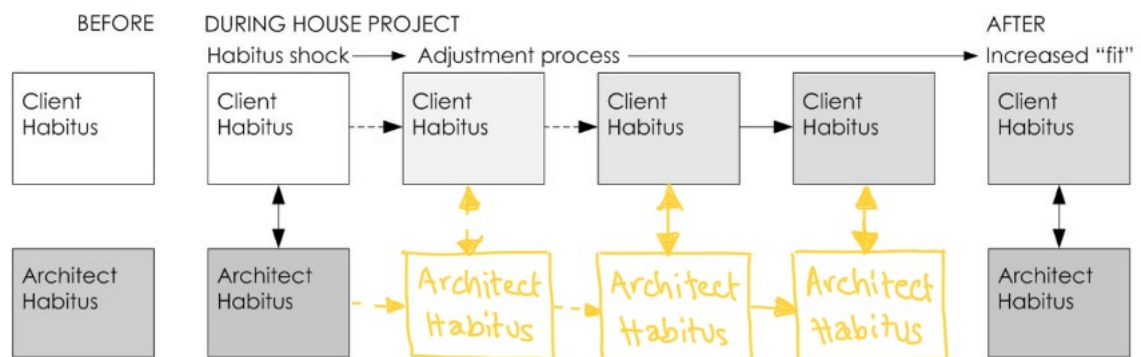 BEFORE
DURING HOUSE PROJECT
AFTER
Habitus shock
Adjustment process
Increased “fit”
Client
Habitus
Client
Habitus
Client
Habitus
Client
Habitus
Client
Habitus
Client
Habitus
Architect
Habitus
Architect
Habitus
Architect
Habitus
Architect
Habitus
Architect
Habitus
Architect
Habitus